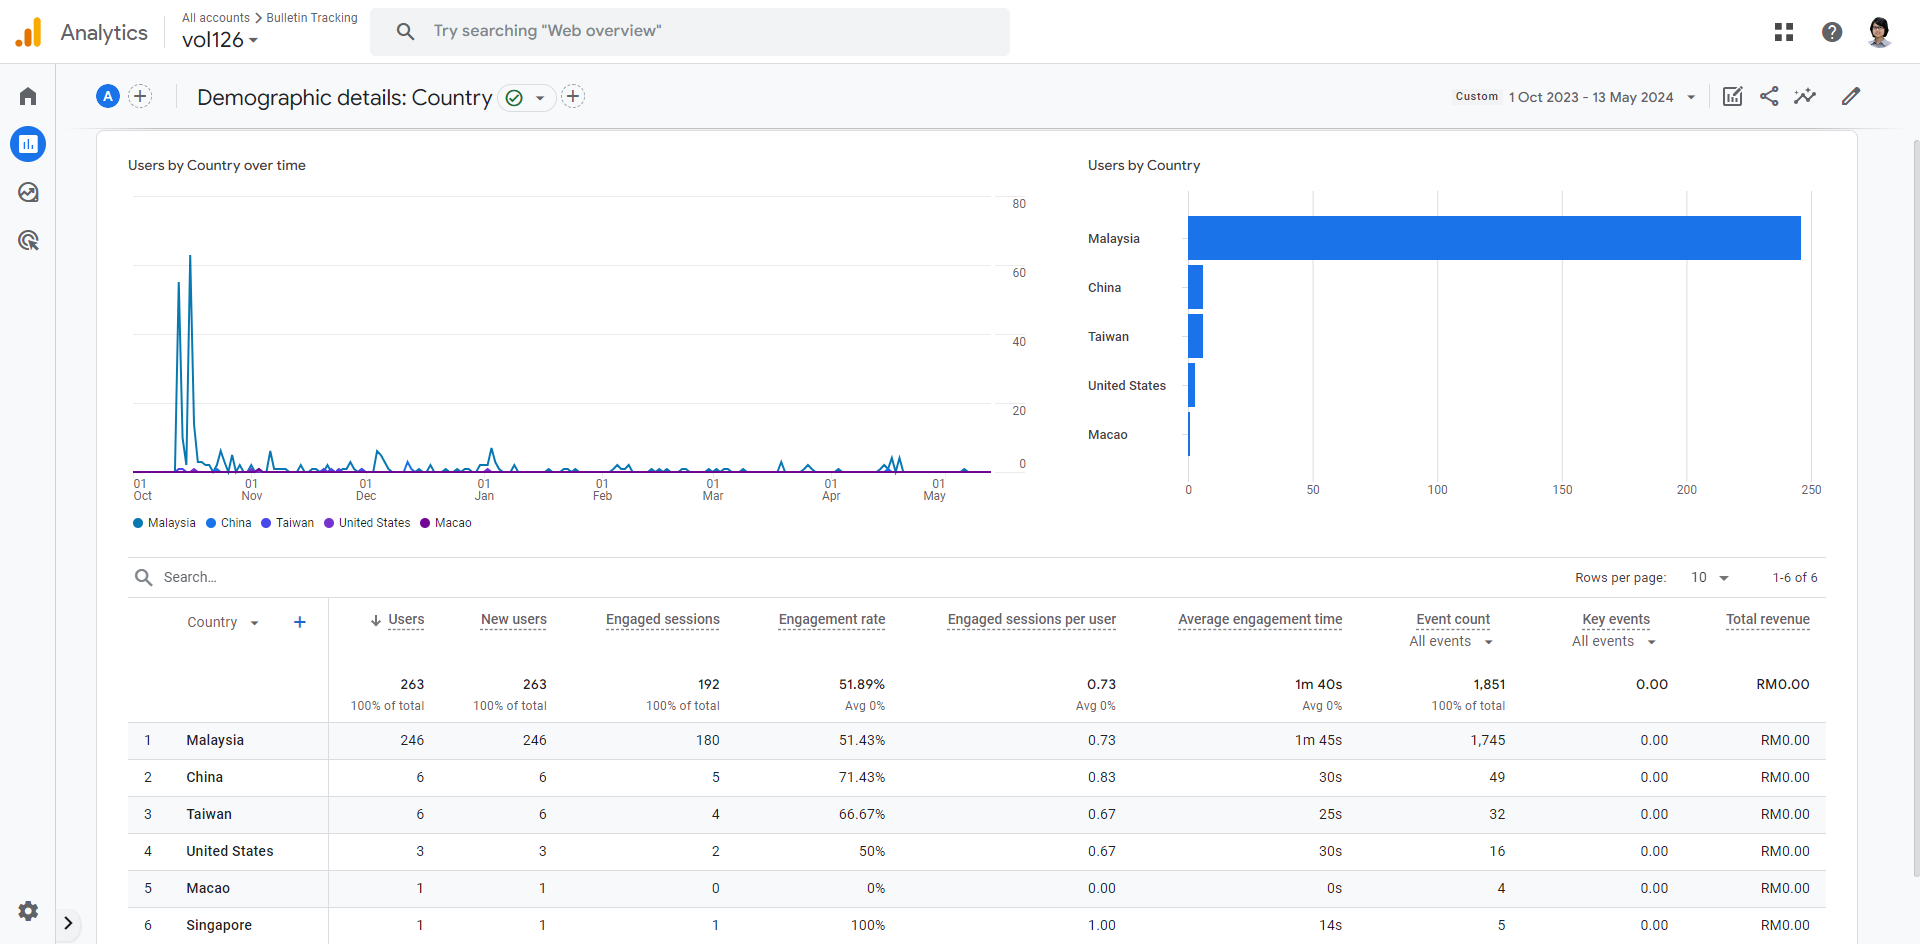 Analytics
All accounts > Bulletin Tracking
vol126
Try searching "Web overview"
A
Demographic details: Country
Custom 1 Oct 2023 - 13 May 2024
Users by Country over time
80
60
40
20
0
01 Oct
01 Nov
01 Dec
01 Jan
01 Feb
01 Mar
01 Apr
01 May
Malaysia China Taiwan United States Macao
Users by Country
Malaysia
China
Taiwan
United States
Macao
0 50 100 150 200 250
Search...
Rows per page: 10 1-6 of 6
Country + Users New users Engaged sessions Engagement rate Engaged sessions per user Average engagement time Event count Key events Total revenue
All events All events
263 263 192 51.89% 0.73 1m 40s 1,851 0.00 RM0.00
100% of total 100% of total 100% of total Avg 0% Avg 0% Avg 0% 100% of total
1 Malaysia 246 246 180 51.43% 0.73 1m 45s 1,745 0.00 RM0.00
2 China 6 6 5 71.43% 0.83 30s 49 0.00 RM0.00
3 Taiwan 6 6 4 66.67% 0.67 25s 32 0.00 RM0.00
4 United States 3 3 2 50% 0.67 30s 16 0.00 RM0.00
5 Macao 1 1 0 0% 0.00 0s 4 0.00 RM0.00
6 Singapore 1 1 1 100% 1.00 14s 5 0.00 RM0.00